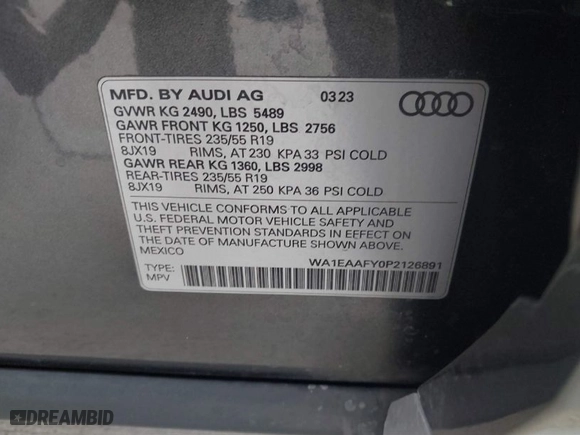 MFD. BY AUDI AG 0323
GVWR KG 2490, LBS 5489
GAWR FRONT KG 1250, LBS 2756
FRONT-TIRES 235/55 R19
8JX19 RIMS, AT 230 KPA 33 PSI COLD
GAWR REAR KG 1360, LBS 2998
REAR-TIRES 235/55 R19
8JX19 RIMS, AT 250 KPA 36 PSI COLD
THIS VEHICLE CONFORMS TO ALL APPLICABLE
U.S. FEDERAL MOTOR VEHICLE SAFETY AND
THEFT PREVENTION STANDARDS IN EFFECT ON
THE DATE OF MANUFACTURE SHOWN ABOVE.
MEXICO
WA1EAAFY0P2126891
TYPE:
MPV
DREAMBID